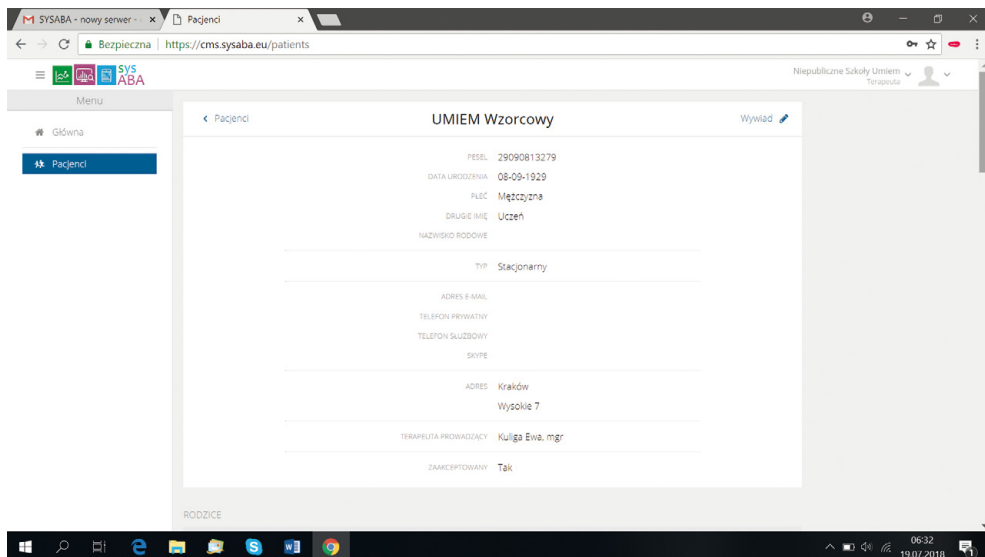 SYSABA - nowy serwer -
Pacjenci
Bezpieczna
https://cms.sysaba.eu/patients
sys
ABA
Niepubliczne Szkoły Umiem
Terapeuta
Menu
Główna
Pacjenci
Pacjenci
UMIEM Wzorcowy
Wywiad
PESEL 29090813279
DATA URODZENIA 08-09-1929
PŁEĆ Mężczyzna
DRUGIE IMIĘ Uczeń
NAZWISKO RODOWE
TYP Stacjonarny
ADRES E-MAIL
TELEFON PRYWATNY
TELEFON SŁUŻBOWY
SKYPE
ADRES Kraków
Wysokie 7
TERAPEUTA PROWADZĄCY Kuliga Ewa, mgr
ZAAKCEPTOWANY Tak
RODZICE
06:32
19.07.2018